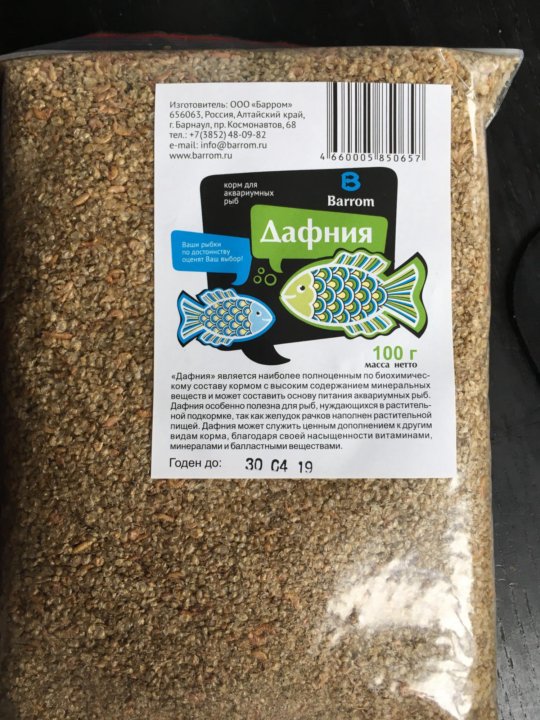 Изготовитель: ООО «Барром»
656063, Россия, Алтайский край,
г. Барнаул, пр. Космонавтов, 68
тел.: +7(3852) 48-09-82
e-mail: info@barrom.ru
www.barrom.ru
4 660005 850657
корм для
аквариумных
рыб
Barrom
Дафния
Ваши рыбки
по достоинству
оценят Ваш выбор!
100 г
масса нетто
«Дафния» является наиболее полноценным по биохимичес-
кому составу кормом с высоким содержанием минеральных
веществ и может составить основу питания аквариумных рыб.
Дафния особенно полезна для рыб, нуждающихся в раститель-
ной подкормке, так как желудок рачков наполнен растительной
пищей. Дафния может служить ценным дополнением к другим
видам корма, благодаря своей насыщенности витаминами,
минералами и балластными веществами.
Годен до: 30 04 19